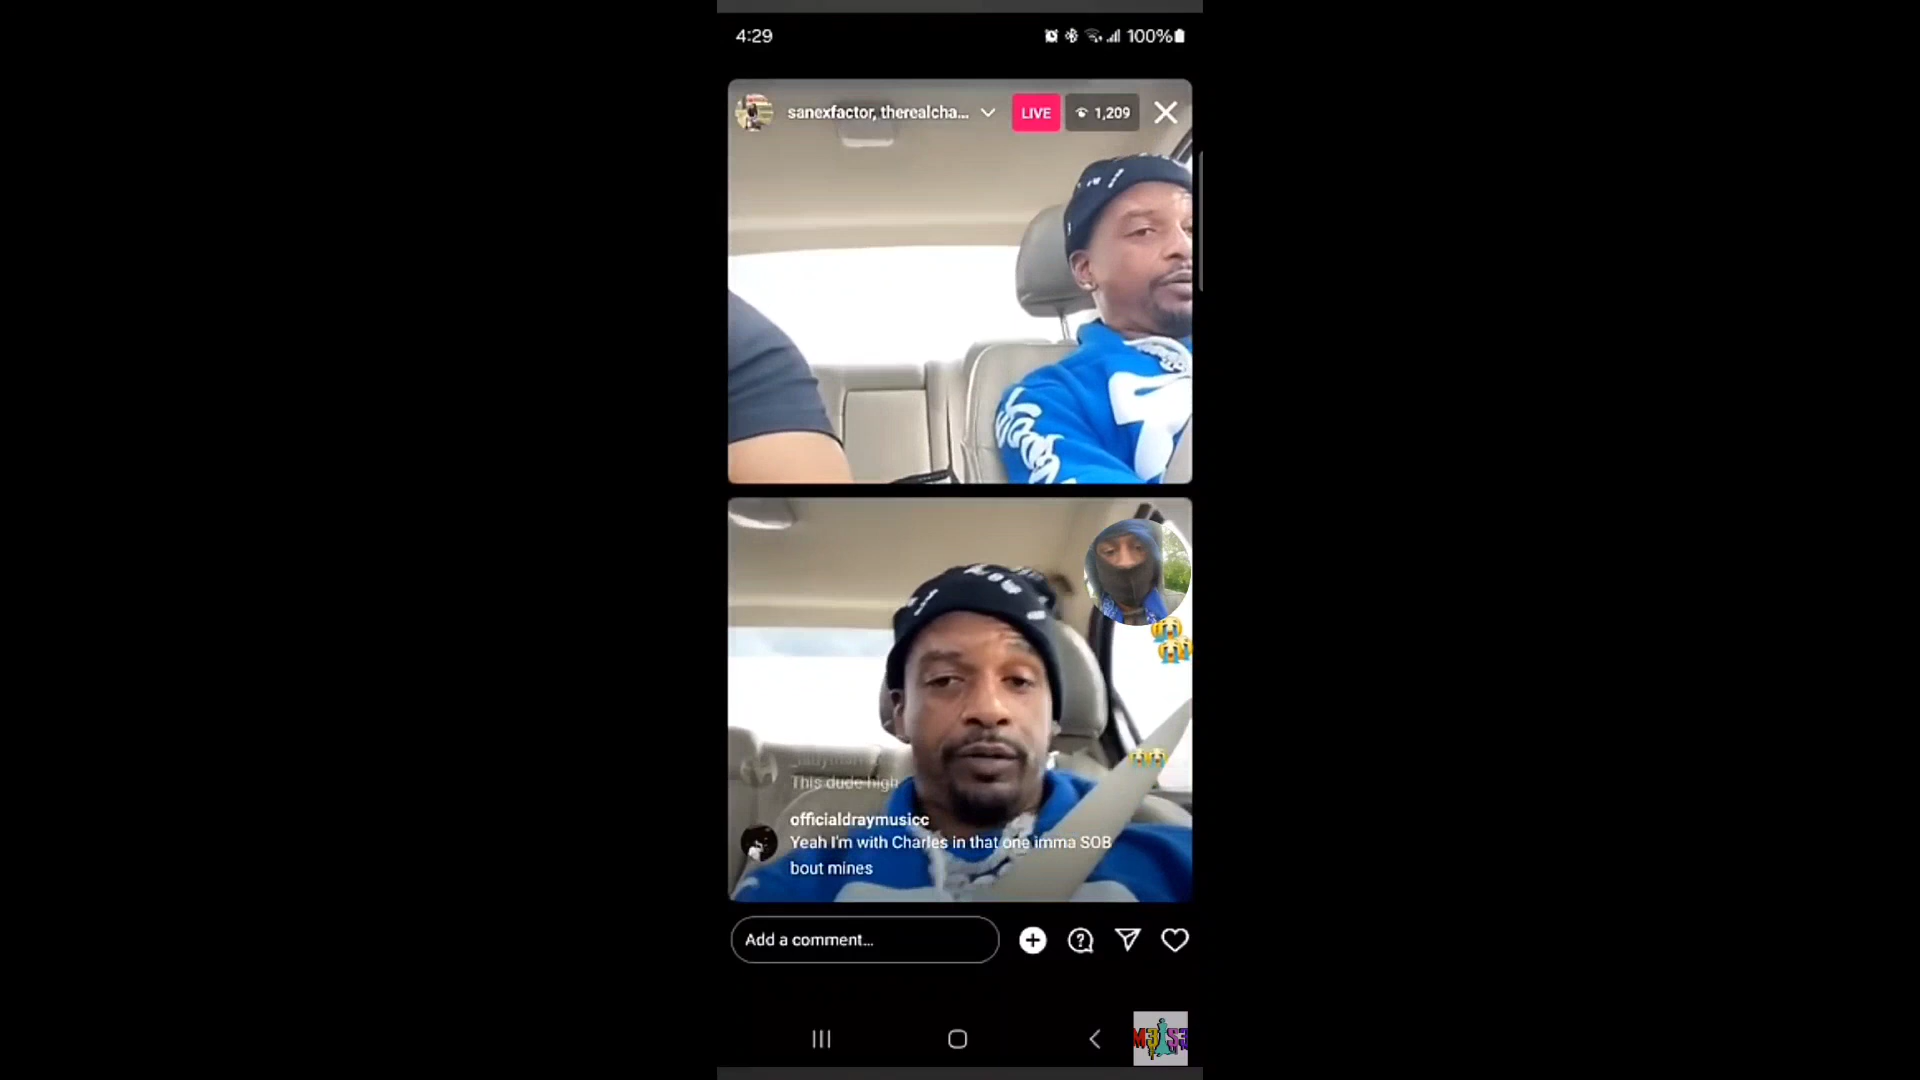 4:29
100%
sanexfactor, therealcha...
LIVE
1,209
This dude high
officialdraymusicc
Yeah I'm with Charles in that one imma SOB
bout mines
Add a comment...